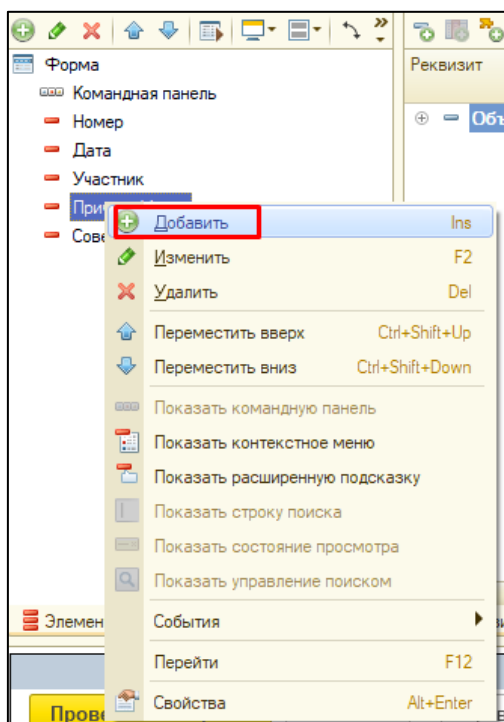 Форма
Реквизит
Командная панель
Номер
Дата
Участник
Добавить Ins
Изменить F2
Удалить Del
Переместить вверх Ctrl+Shift+Up
Переместить вниз Ctrl+Shift+Down
Показать командную панель
Показать контекстное меню
Показать расширенную подсказку
Показать строку поиска
Показать состояние просмотра
Показать управление поиском
События
Перейти F12
Свойства Alt+Enter